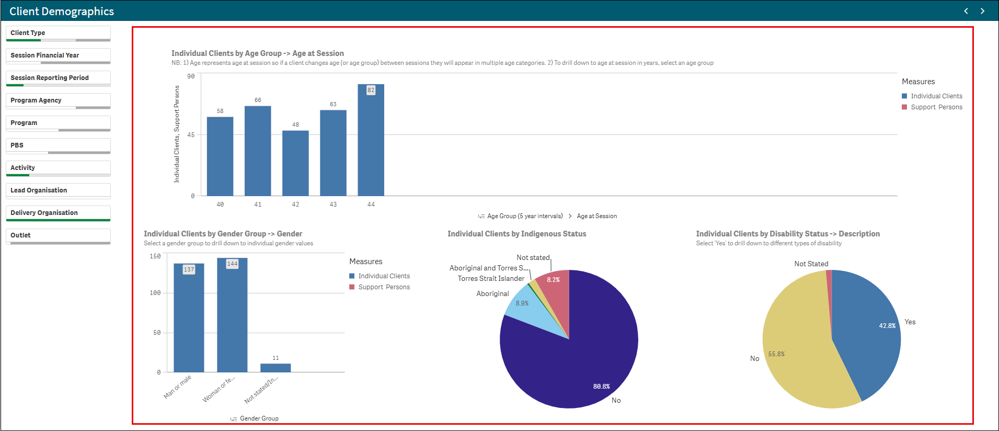 Client Demographics
Client Type
Session Financial Year
Session Reporting Period
Program Agency
Program
PBS
Activity
Lead Organisation
Delivery Organisation
Outlet
Individual Clients by Age Group -> Age at Session
NB: 1) Age represents age at session so if a client changes age (or age group) between sessions they will appear in multiple age categories. 2) To drill down to age at session in years, select an age group
Individual Clients, Support Persons
90
45
0
58
66
48
63
82
40
41
42
43
44
Measures
Individual Clients
Support Persons
Age Group (5 year intervals) > Age at Session
Individual Clients by Gender Group -> Gender
Select a gender group to drill down to individual gender values
150
100
50
0
137
144
11
Man or male
Woman or fe...
Not stated/In...
Measures
Individual Clients
Support Persons
Gender Group
Individual Clients by Indigenous Status
Not stated
Aboriginal and Torres S...
Torres Strait Islander
Aboriginal
8.2%
8.9%
80.8%
No
Individual Clients by Disability Status -> Description
Select 'Yes' to drill down to different types of disability
Not Stated
Yes
42.8%
No
55.8%